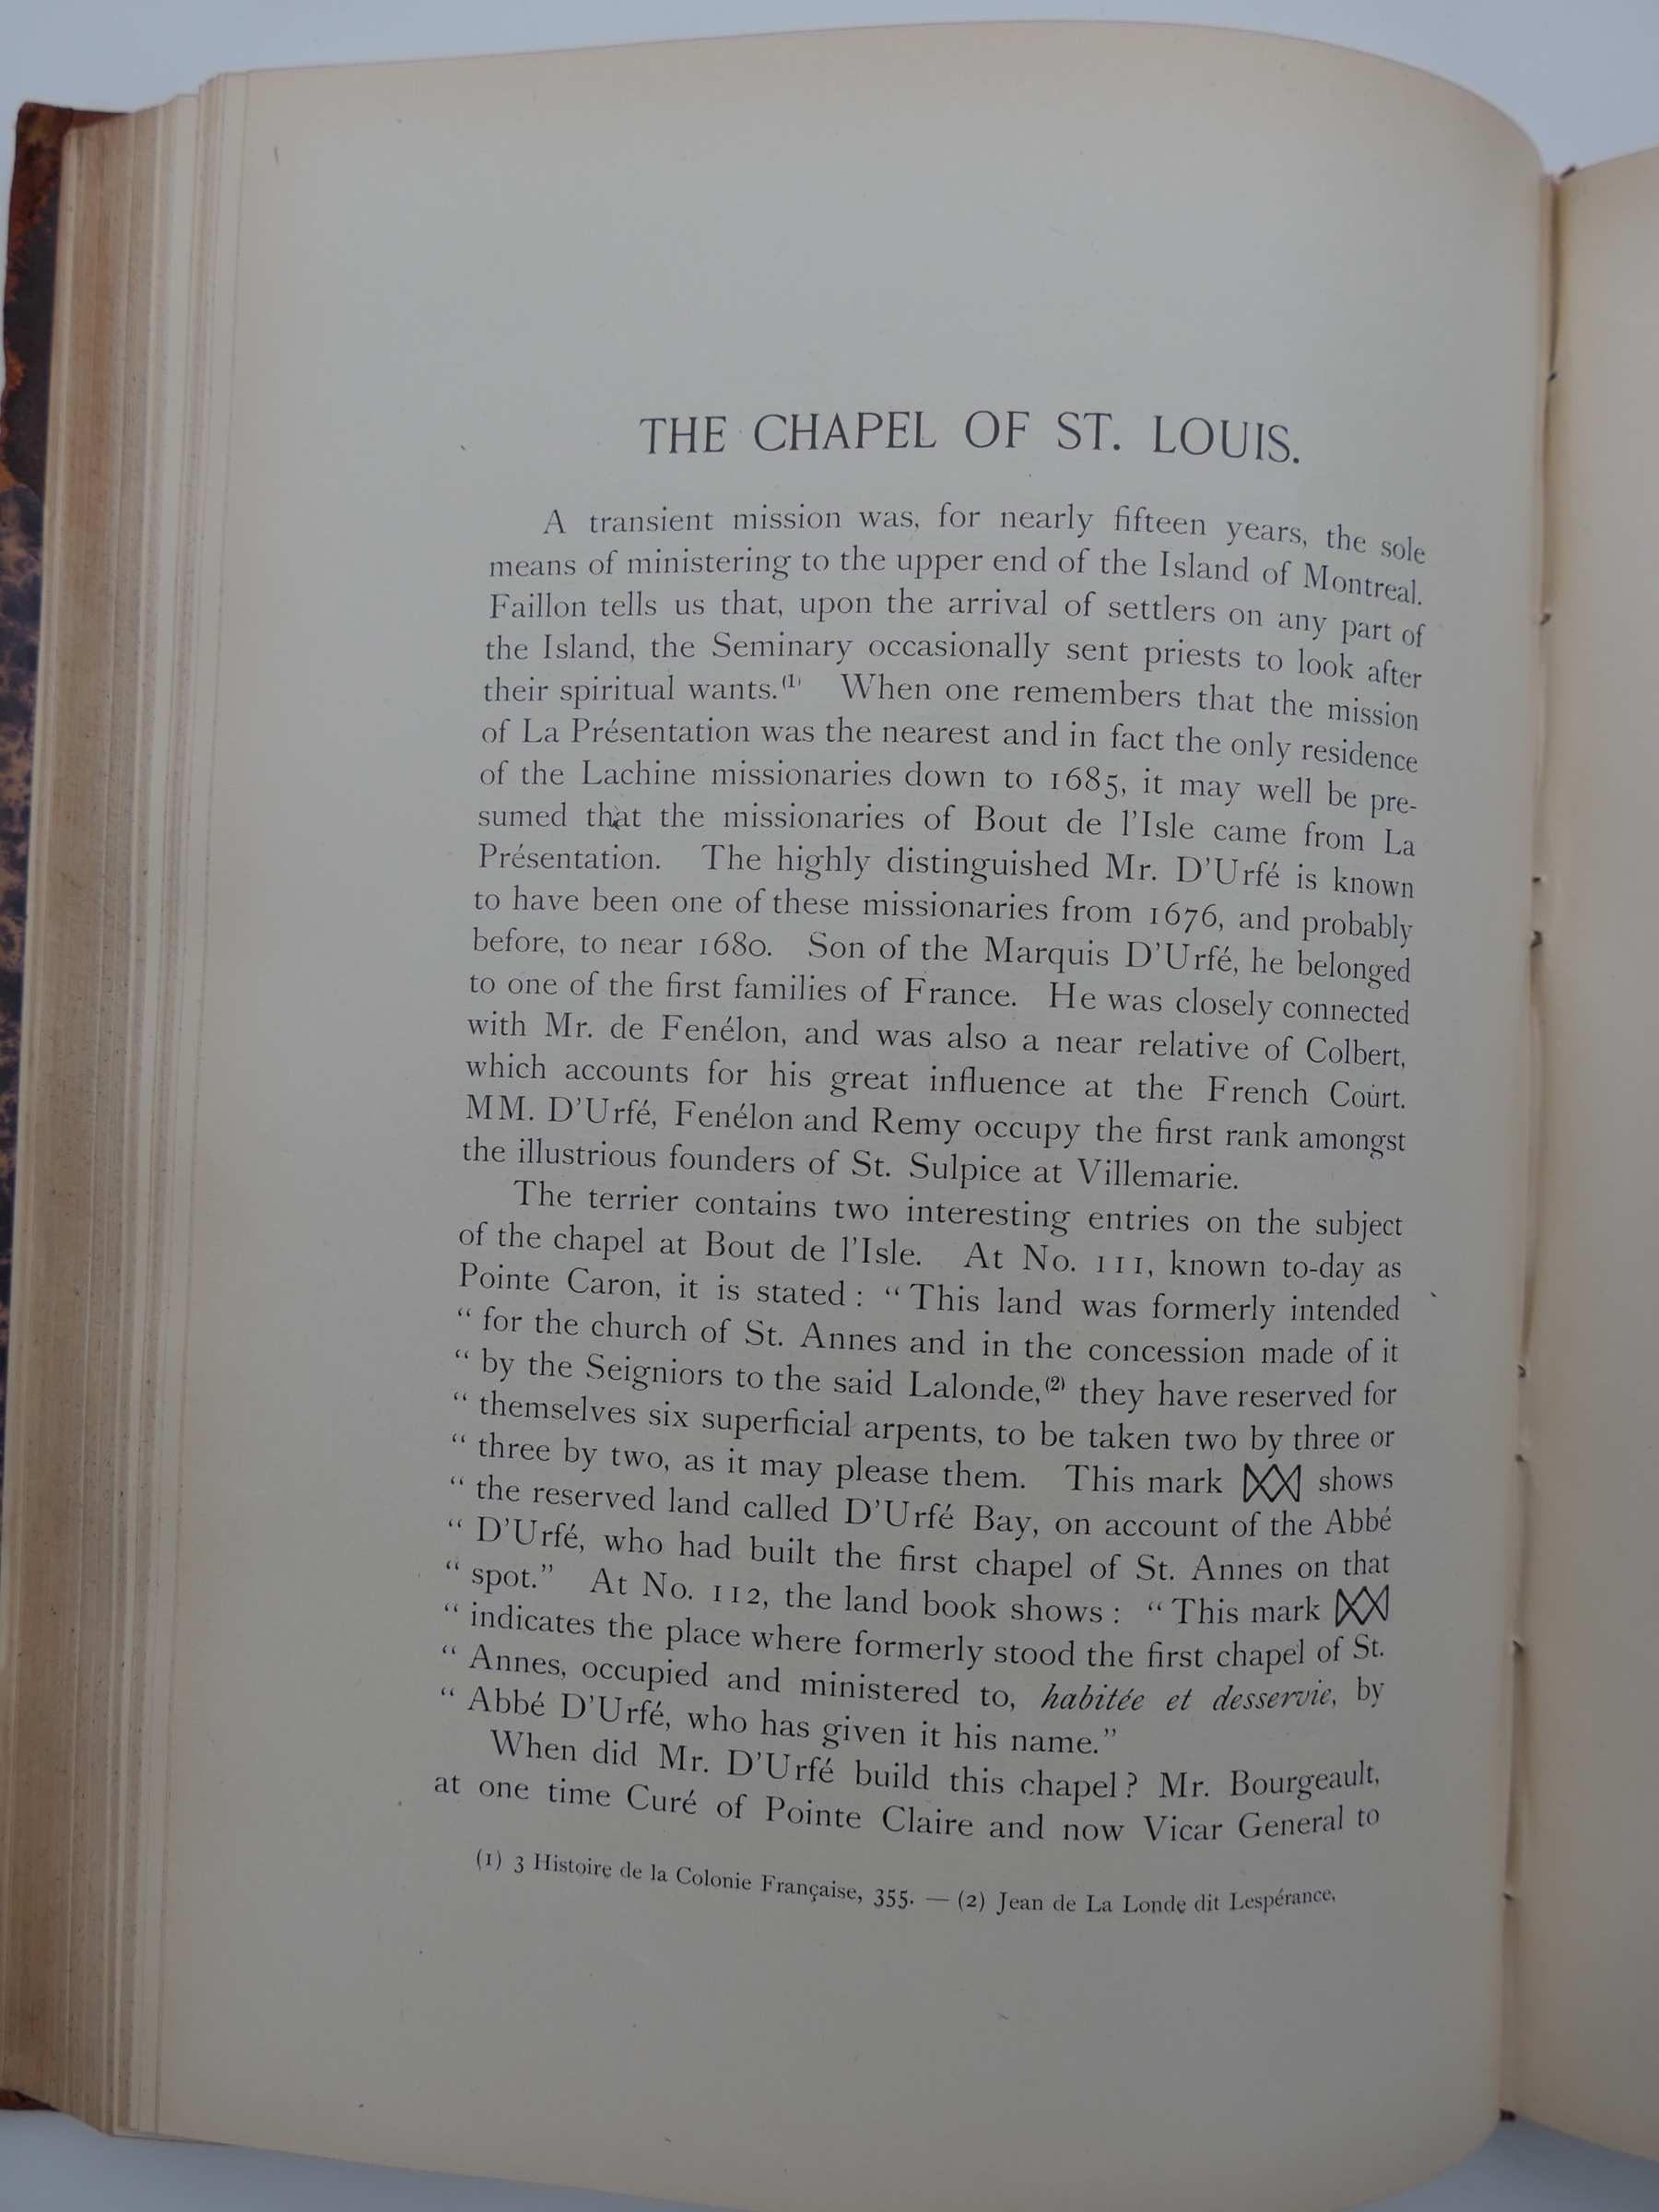 THE CHAPEL OF ST. LOUIS.
A transient mission was, for nearly fifteen years, the sole
means of ministering to the upper end of the Island of Montreal.
Faillon tells us that, upon the arrival of settlers on any part of
the Island, the Seminary occasionally sent priests to look after
their spiritual wants.(1) When one remembers that the mission
of La Présentation was the nearest and in fact the only residence
of the Lachine missionaries down to 1685, it may well be pre-
sumed that the missionaries of Bout de l'Isle came from La
Présentation. The highly distinguished Mr. D'Urfé is known
to have been one of these missionaries from 1676, and probably
before, to near 1680. Son of the Marquis D'Urfé, he belonged
to one of the first families of France. He was closely connected
with Mr. de Fenélon, and was also a near relative of Colbert,
which accounts for his great influence at the French Court.
MM. D'Urfé, Fenélon and Remy occupy the first rank amongst
the illustrious founders of St. Sulpice at Villemarie.
The terrier contains two interesting entries on the subject
of the chapel at Bout de l'Isle. At No. 111, known to-day as
Pointe Caron, it is stated : “ This land was formerly intended
“ for the church of St. Annes and in the concession made of it
“ by the Seigniors to the said Lalonde,(2) they have reserved for
“ themselves six superficial arpents, to be taken two by three or
“ three by two, as it may please them. This mark shows
“ the reserved land called D'Urfé Bay, on account of the Abbé
“ D'Urfé, who had built the first chapel of St. Annes on that
“ spot.” At No. 112, the land book shows : “ This mark
“ indicates the place where formerly stood the first chapel of St.
“ Annes, occupied and ministered to, habitée et desservie, by
“ Abbé D'Urfé, who has given it his name.”
When did Mr. D'Urfé build this chapel ? Mr. Bourgeault,
at one time Curé of Pointe Claire and now Vicar General to
(1) 3 Histoire de la Colonie Française, 355. — (2) Jean de La Londe dit Lespérance,